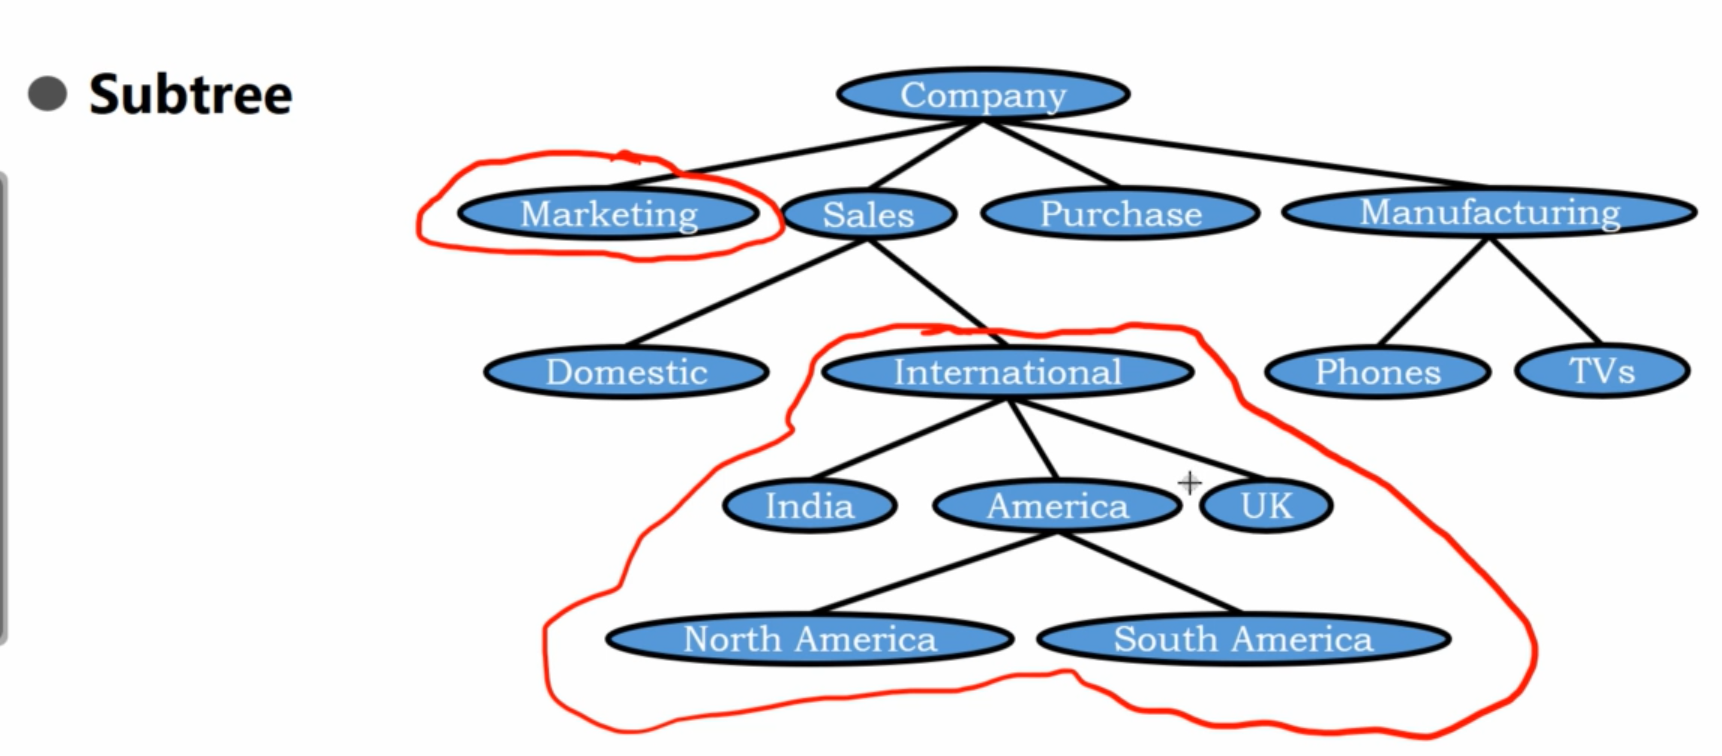 Subtree
Company
Marketing Sales Purchase Manufacturing
Domestic International Phones TVs
India America UK
North America South America